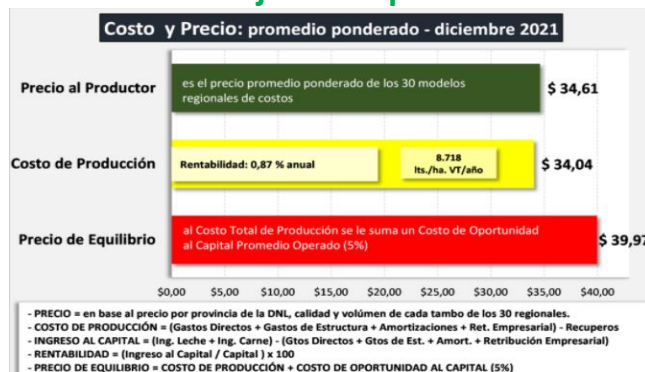 Costo y Precio: promedio ponderado - diciembre 2021
Precio al Productor
es el precio promedio ponderado de los 30 modelos
regionales de costos
$ 34,61
Costo de Producción
Rentabilidad: 0,87 % anual
8.718
lts./ha. VT/año
$ 34,04
Precio de Equilibrio
al Costo Total de Producción se le suma un Costo de Oportunidad
al Capital Promedio Operado (5%)
$ 39,97
$0,00 $5,00 $10,00 $15,00 $20,00 $25,00 $30,00 $35,00 $40,00
- PRECIO = en base al precio por provincia de la DNL, calidad y volúmen de cada tambo de los 30 regionales.
- COSTO DE PRODUCCIÓN = (Gastos Directos + Gastos de Estructura + Amortizaciones + Ret. Empresarial) - Recuperos
- INGRESO AL CAPITAL = (Ing. Leche + Ing. Carne) - (Gtos Directos + Gtos de Est. + Amort. + Retribución Empresarial)
- RENTABILIDAD = (Ingreso al Capital / Capital ) x 100
- PRECIO DE EQUILIBRIO = COSTO DE PRODUCCIÓN + COSTO DE OPORTUNIDAD AL CAPITAL (5%)